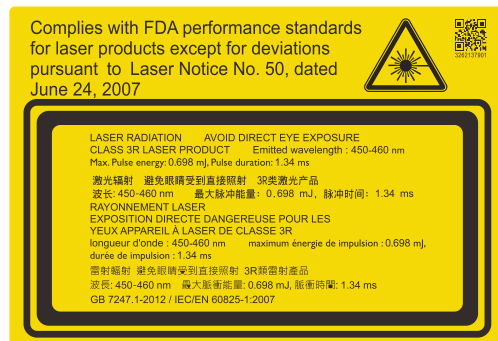 Complies with FDA performance standards
for laser products except for deviations
pursuant to Laser Notice No. 50, dated
June 24, 2007
3262137901
LASER RADIATION AVOID DIRECT EYE EXPOSURE
CLASS 3R LASER PRODUCT Emitted wavelength : 450-460 nm
Max. Pulse energy: 0.698 mJ, Pulse duration: 1.34 ms
激光辐射 避免眼睛受到直接照射 3R类激光产品
波长: 450-460 nm 最大脉冲能量: 0.698 mJ, 脉冲时间: 1.34 ms
RAYONNEMENT LASER
EXPOSITION DIRECTE DANGEREUSE POUR LES
YEUX APPAREIL À LASER DE CLASSE 3R
longueur d'onde : 450-460 nm maximum énergie de impulsion : 0.698 mJ,
durée de impulsion : 1.34 ms
雷射輻射 避免眼睛受到直接照射 3R類雷射產品
波長: 450-460 nm 最大脈衝能量: 0.698 mJ, 脈衝時間: 1.34 ms
GB 7247.1-2012 / IEC/EN 60825-1:2007